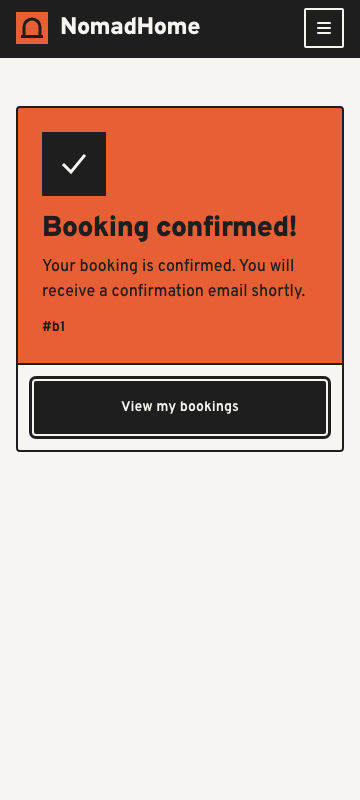 NomadHome
Booking confirmed!
Your booking is confirmed. You will
receive a confirmation email shortly.
#b1
View my bookings